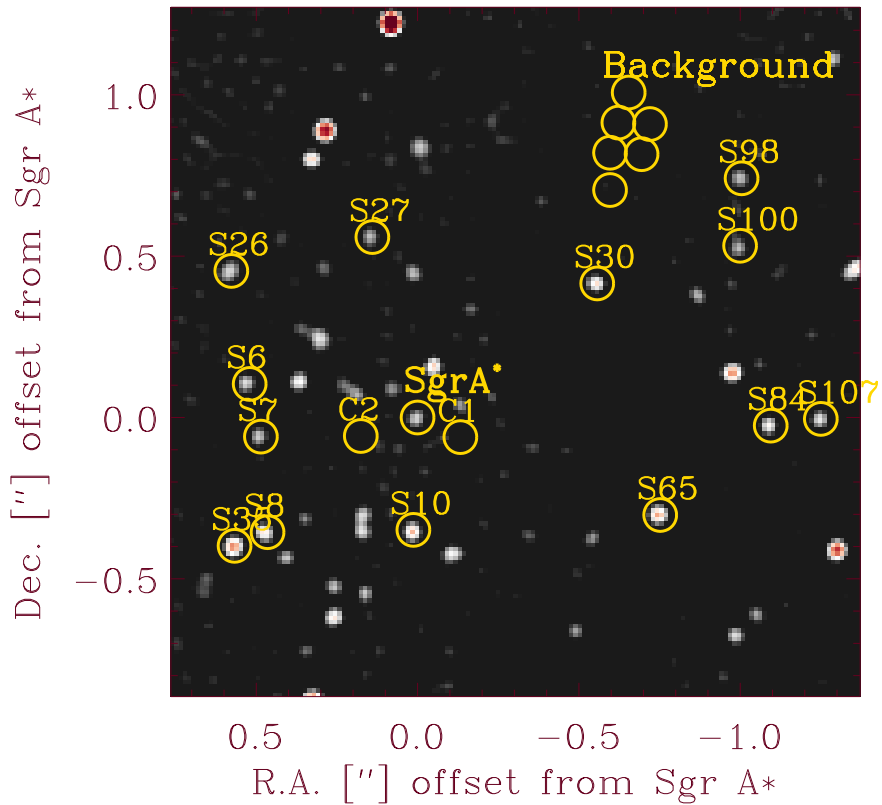 Background
1.0
S98
S27
S100
S26
S30
0.5
S6
SgrA*
S7
C2
C1
S84
S107
0.0
S65
S35
S8
S10
−0.5
0.5
0.0
−0.5
−1.0
R.A. ["] offset from Sgr A*
Dec. ["] offset from Sgr A*